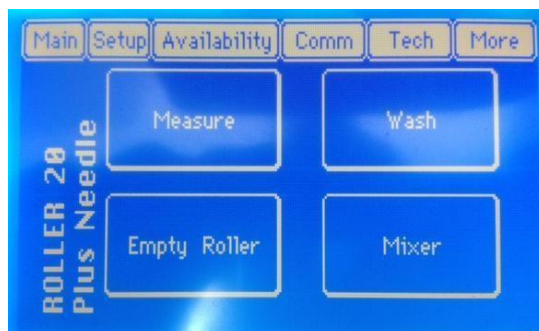 Main Setup Availability Comm Tech More
ROLLER 20
Plus Needle
Measure Wash
Empty Roller Mixer